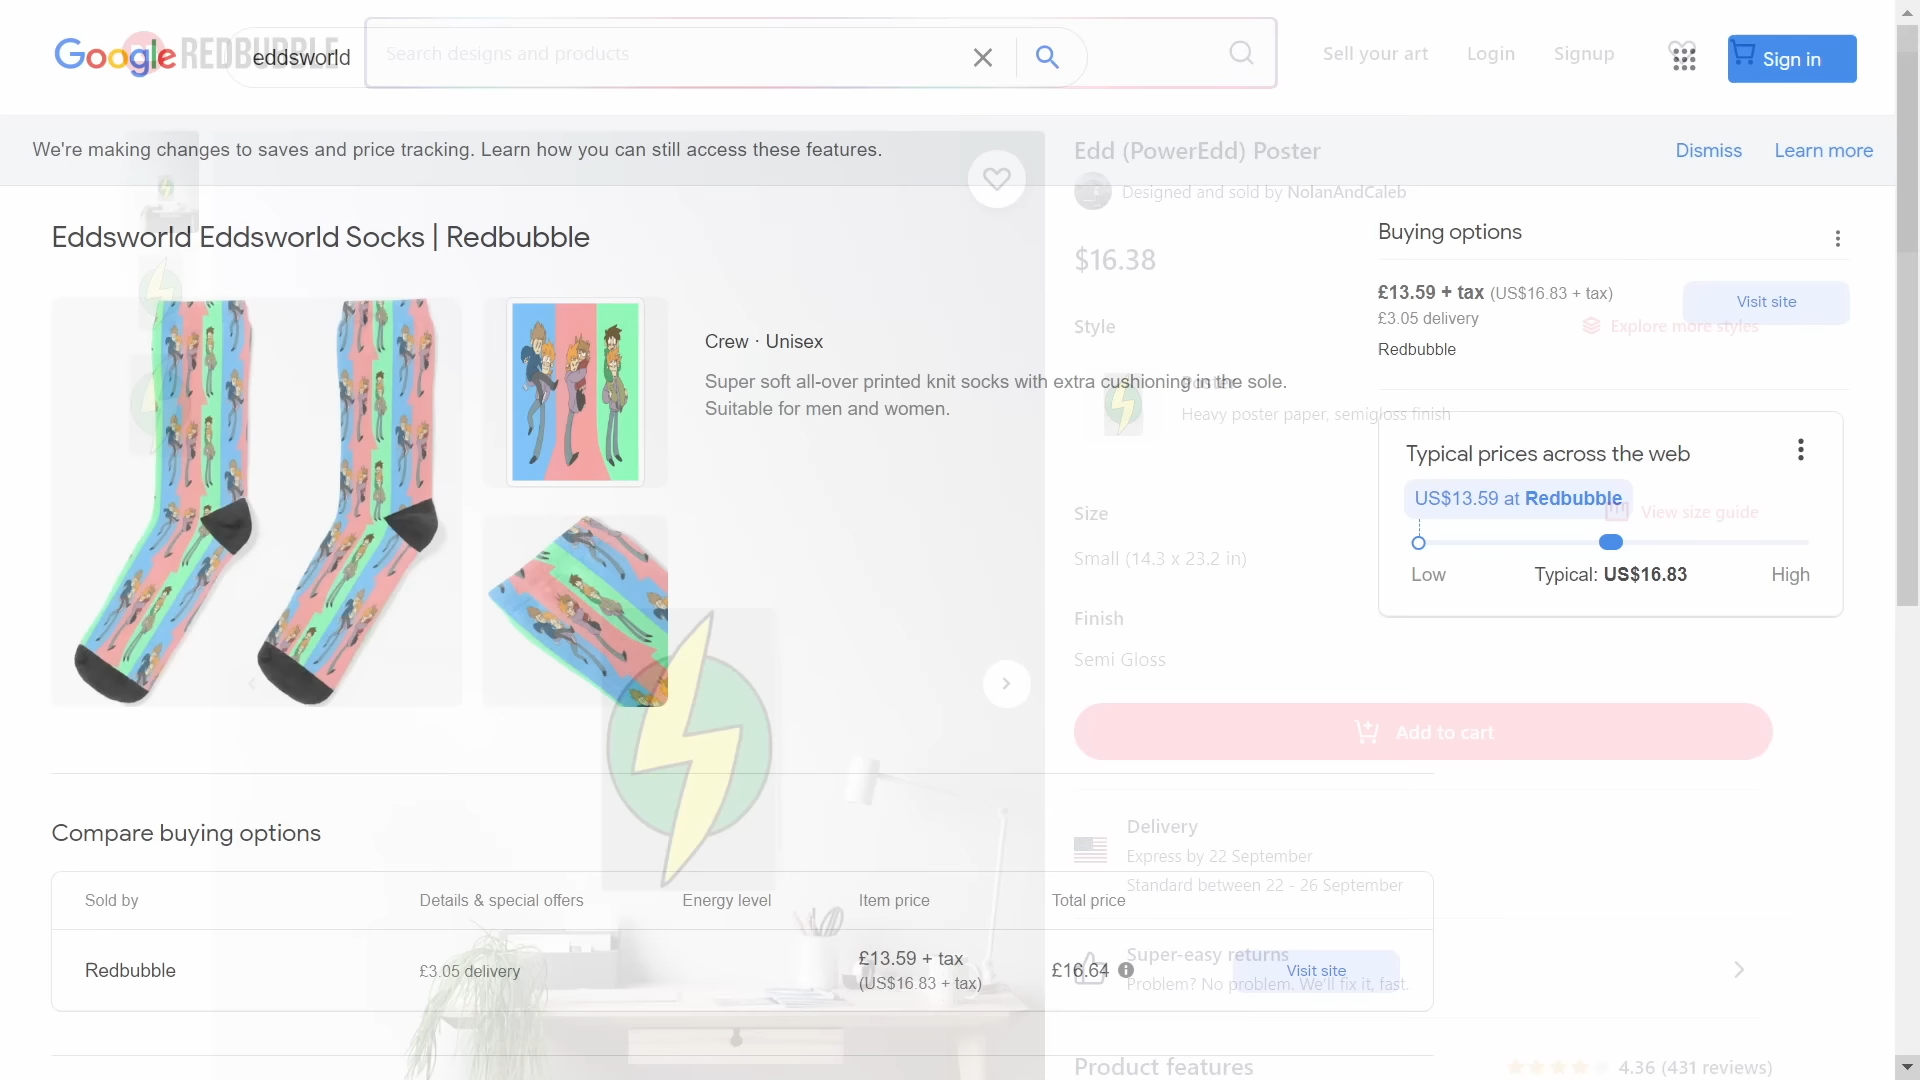 Google
REDBUBBLE
eddsworld
Search designs and products
Sell your art
Login
Signup
Sign in
We're making changes to saves and price tracking. Learn how you can still access these features.
Dismiss
Learn more
Edd (PowerEdd) Poster
Designed and sold by NolanAndCaleb
Eddsworld Eddsworld Socks | Redbubble
$16.38
Buying options
£13.59 + tax (US$16.83 + tax)
£3.05 delivery
Redbubble
Visit site
Style
Explore more styles
Crew · Unisex
Super soft all-over printed knit socks with extra cushioning in the sole.
Suitable for men and women.
Poster
Heavy poster paper, semigloss finish
Typical prices across the web
US$13.59 at Redbubble
Low
Typical: US$16.83
High
Size
View size guide
Small (14.3 x 23.2 in)
Finish
Semi Gloss
Add to cart
Compare buying options
Delivery
Express by 22 September
Standard between 22 - 26 September
Sold by
Details & special offers
Energy level
Item price
Total price
Redbubble
£3.05 delivery
£13.59 + tax
(US$16.83 + tax)
£16.64
Visit site
Super-easy returns
Problem? No problem. We'll fix it, fast.
Product features
4.36 (431 reviews)